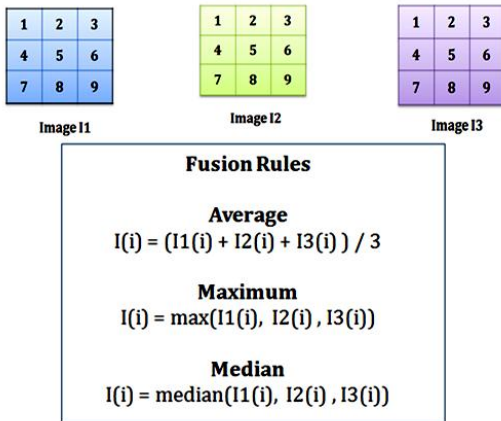 1 2 3
4 5 6
7 8 9
Image I1
1 2 3
4 5 6
7 8 9
Image I2
1 2 3
4 5 6
7 8 9
Image I3
Fusion Rules
Average
I(i) = (I1(i) + I2(i) + I3(i) ) / 3
Maximum
I(i) = max(I1(i), I2(i) , I3(i))
Median
I(i) = median(I1(i), I2(i) , I3(i))